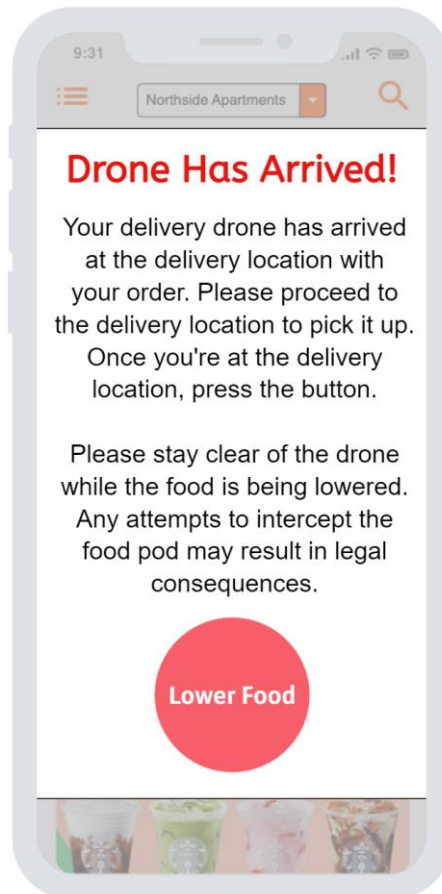 9:31
Northside Apartments
Drone Has Arrived!
Your delivery drone has arrived
at the delivery location with
your order. Please proceed to
the delivery location to pick it up.
Once you're at the delivery
location, press the button.
Please stay clear of the drone
while the food is being lowered.
Any attempts to intercept the
food pod may result in legal
consequences.
Lower Food